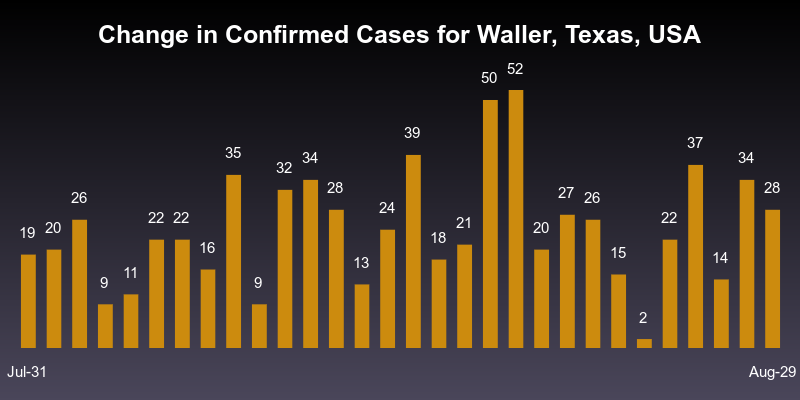 Change in Confirmed Cases for Waller, Texas, USA
19 20 26 9 11 22 22 16 35 9 32 34 28 13 24 39 18 21 50 52 20 27 26 15 2 22 37 14 34 28
Jul-31 Aug-29